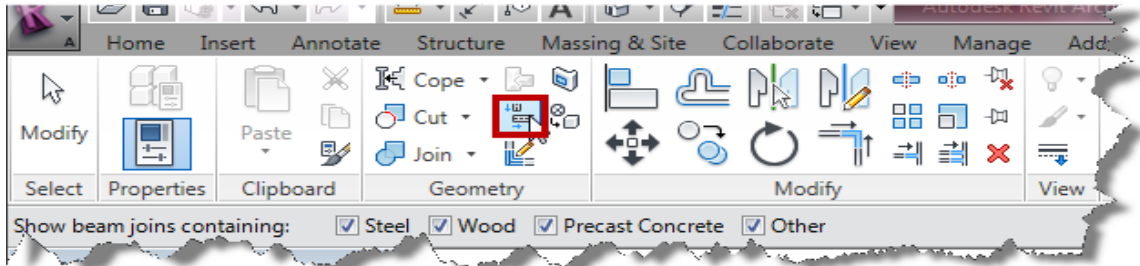 Autodesk Revit Arc
Home Insert Annotate Structure Massing & Site Collaborate View Manage Add
Cope
Modify Paste Cut
Join
Select Properties Clipboard Geometry Modify View
Show beam joins containing: Steel Wood Precast Concrete Other